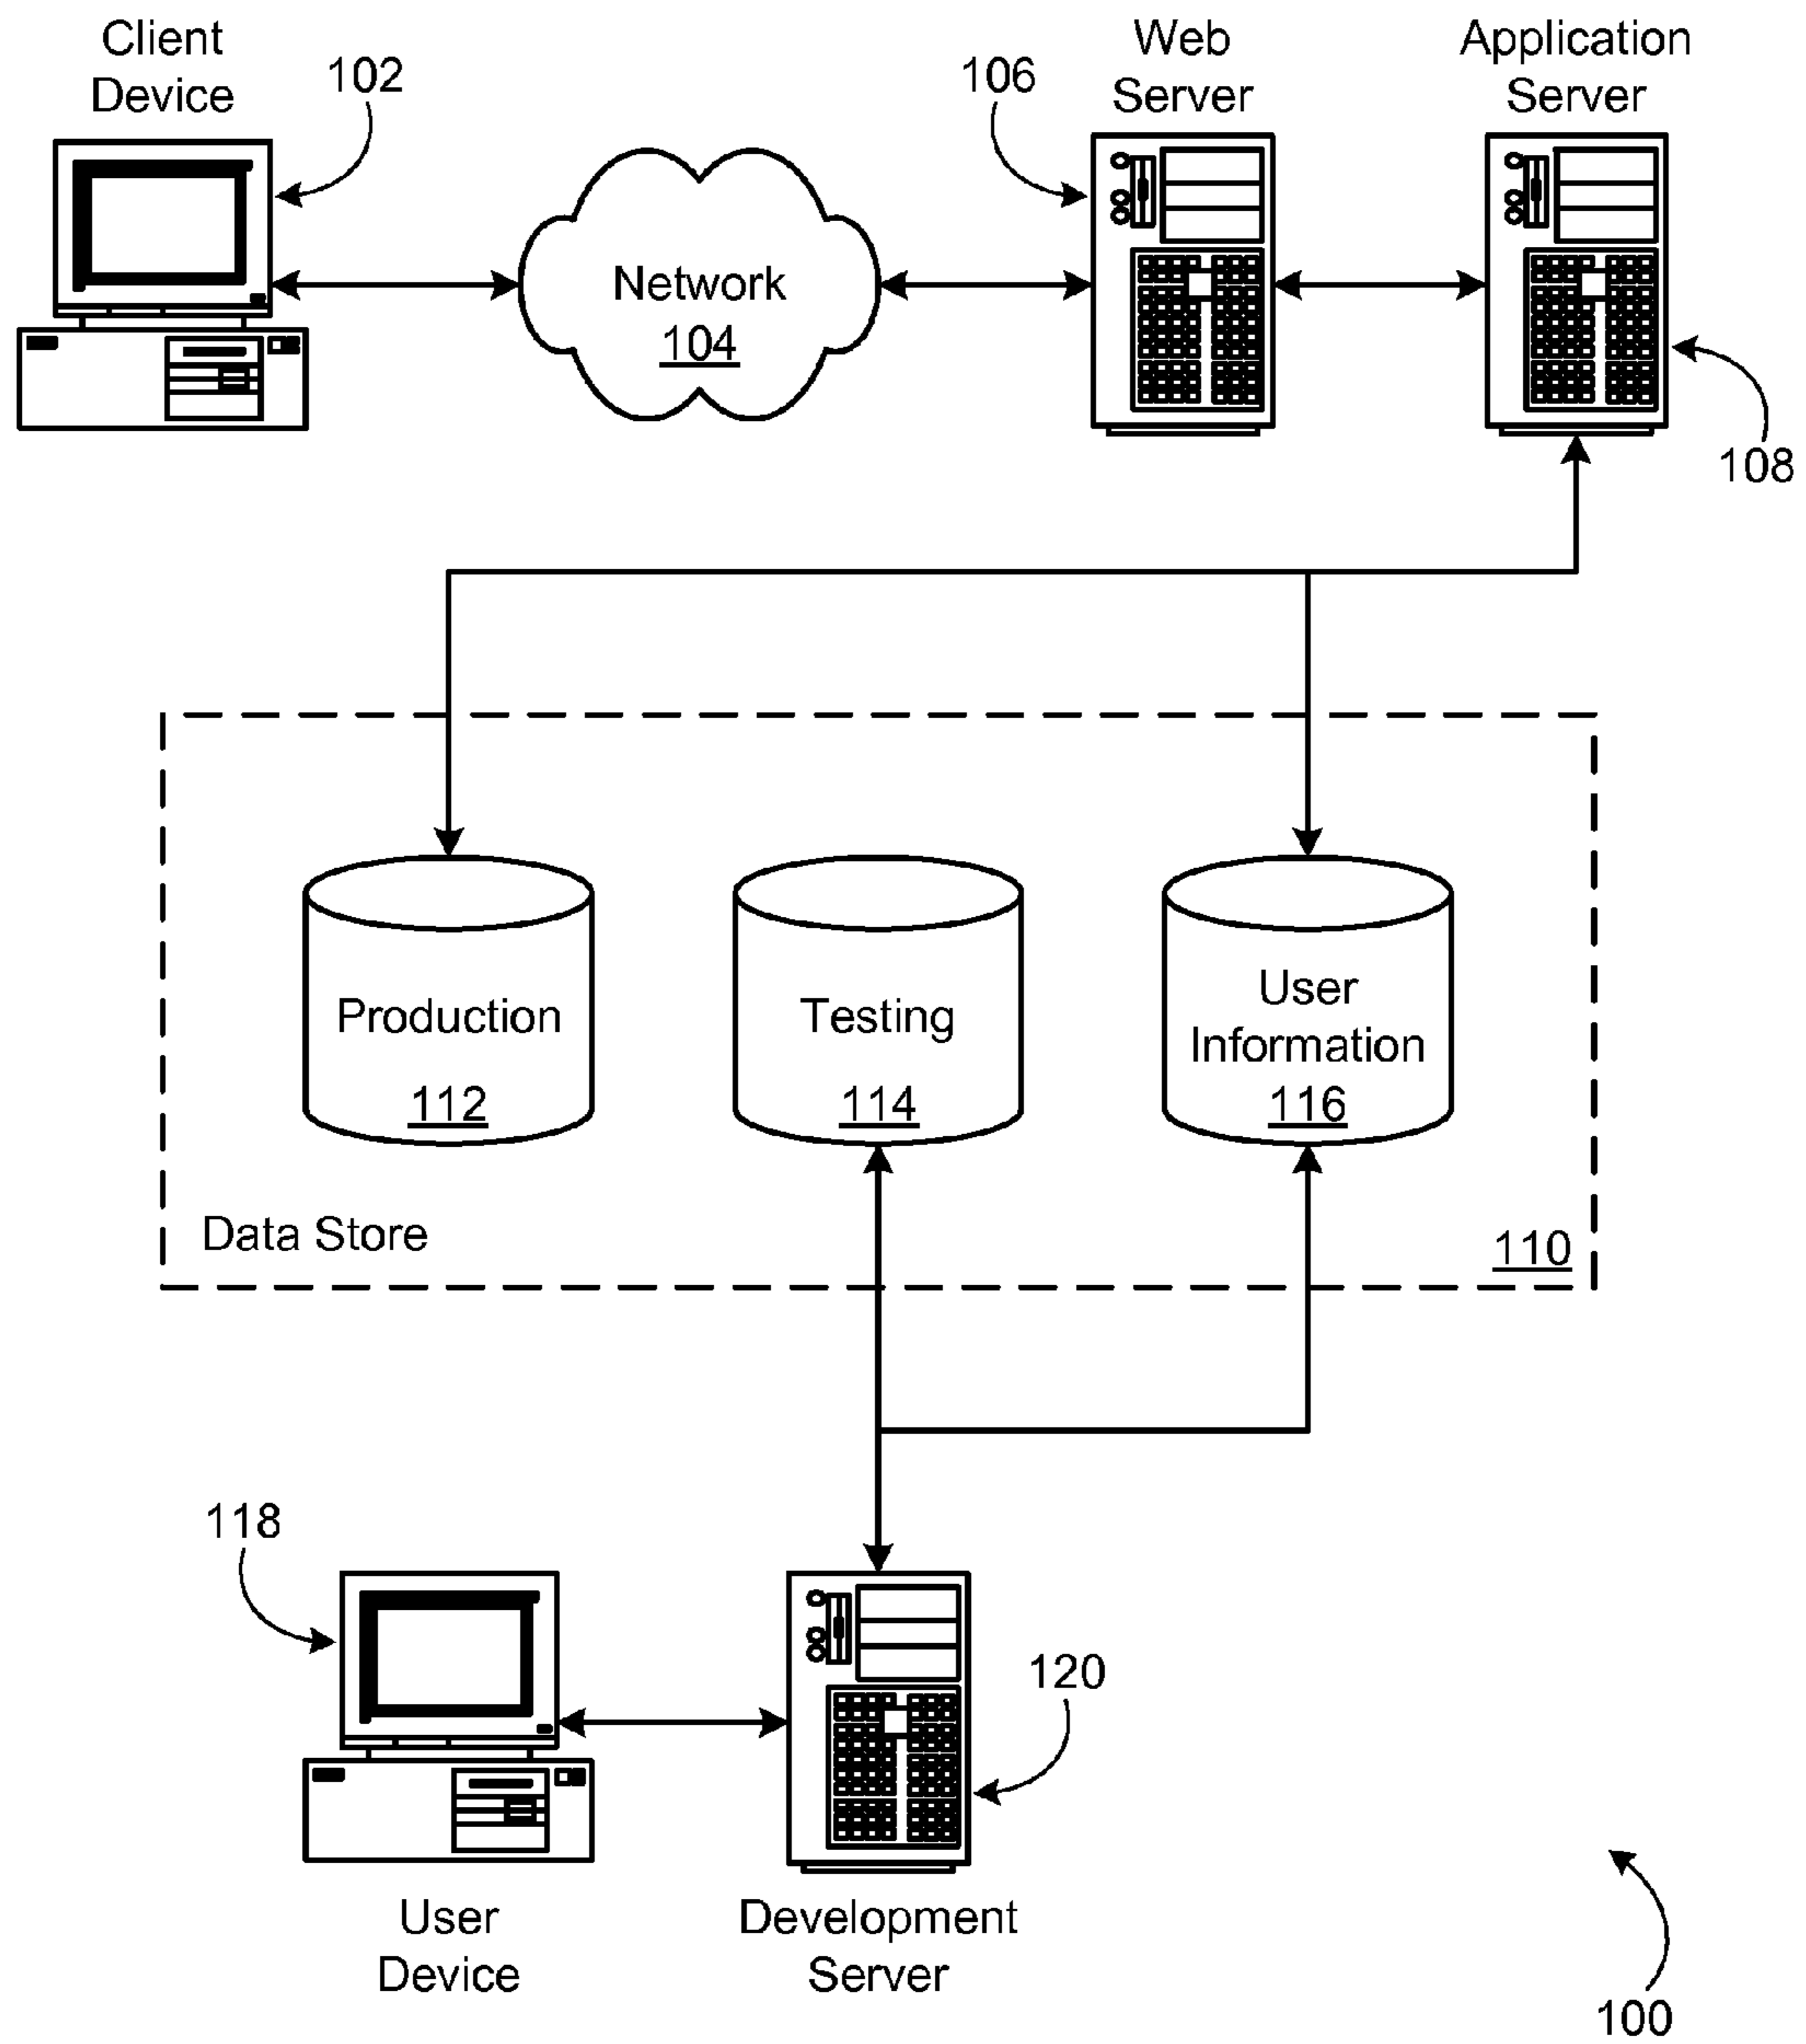 Client
Device
102
106
Web
Server
Application
Server
Network
104
108
Production
112
Testing
114
User
Information
116
Data Store
110
118
120
User
Device
Development
Server
100